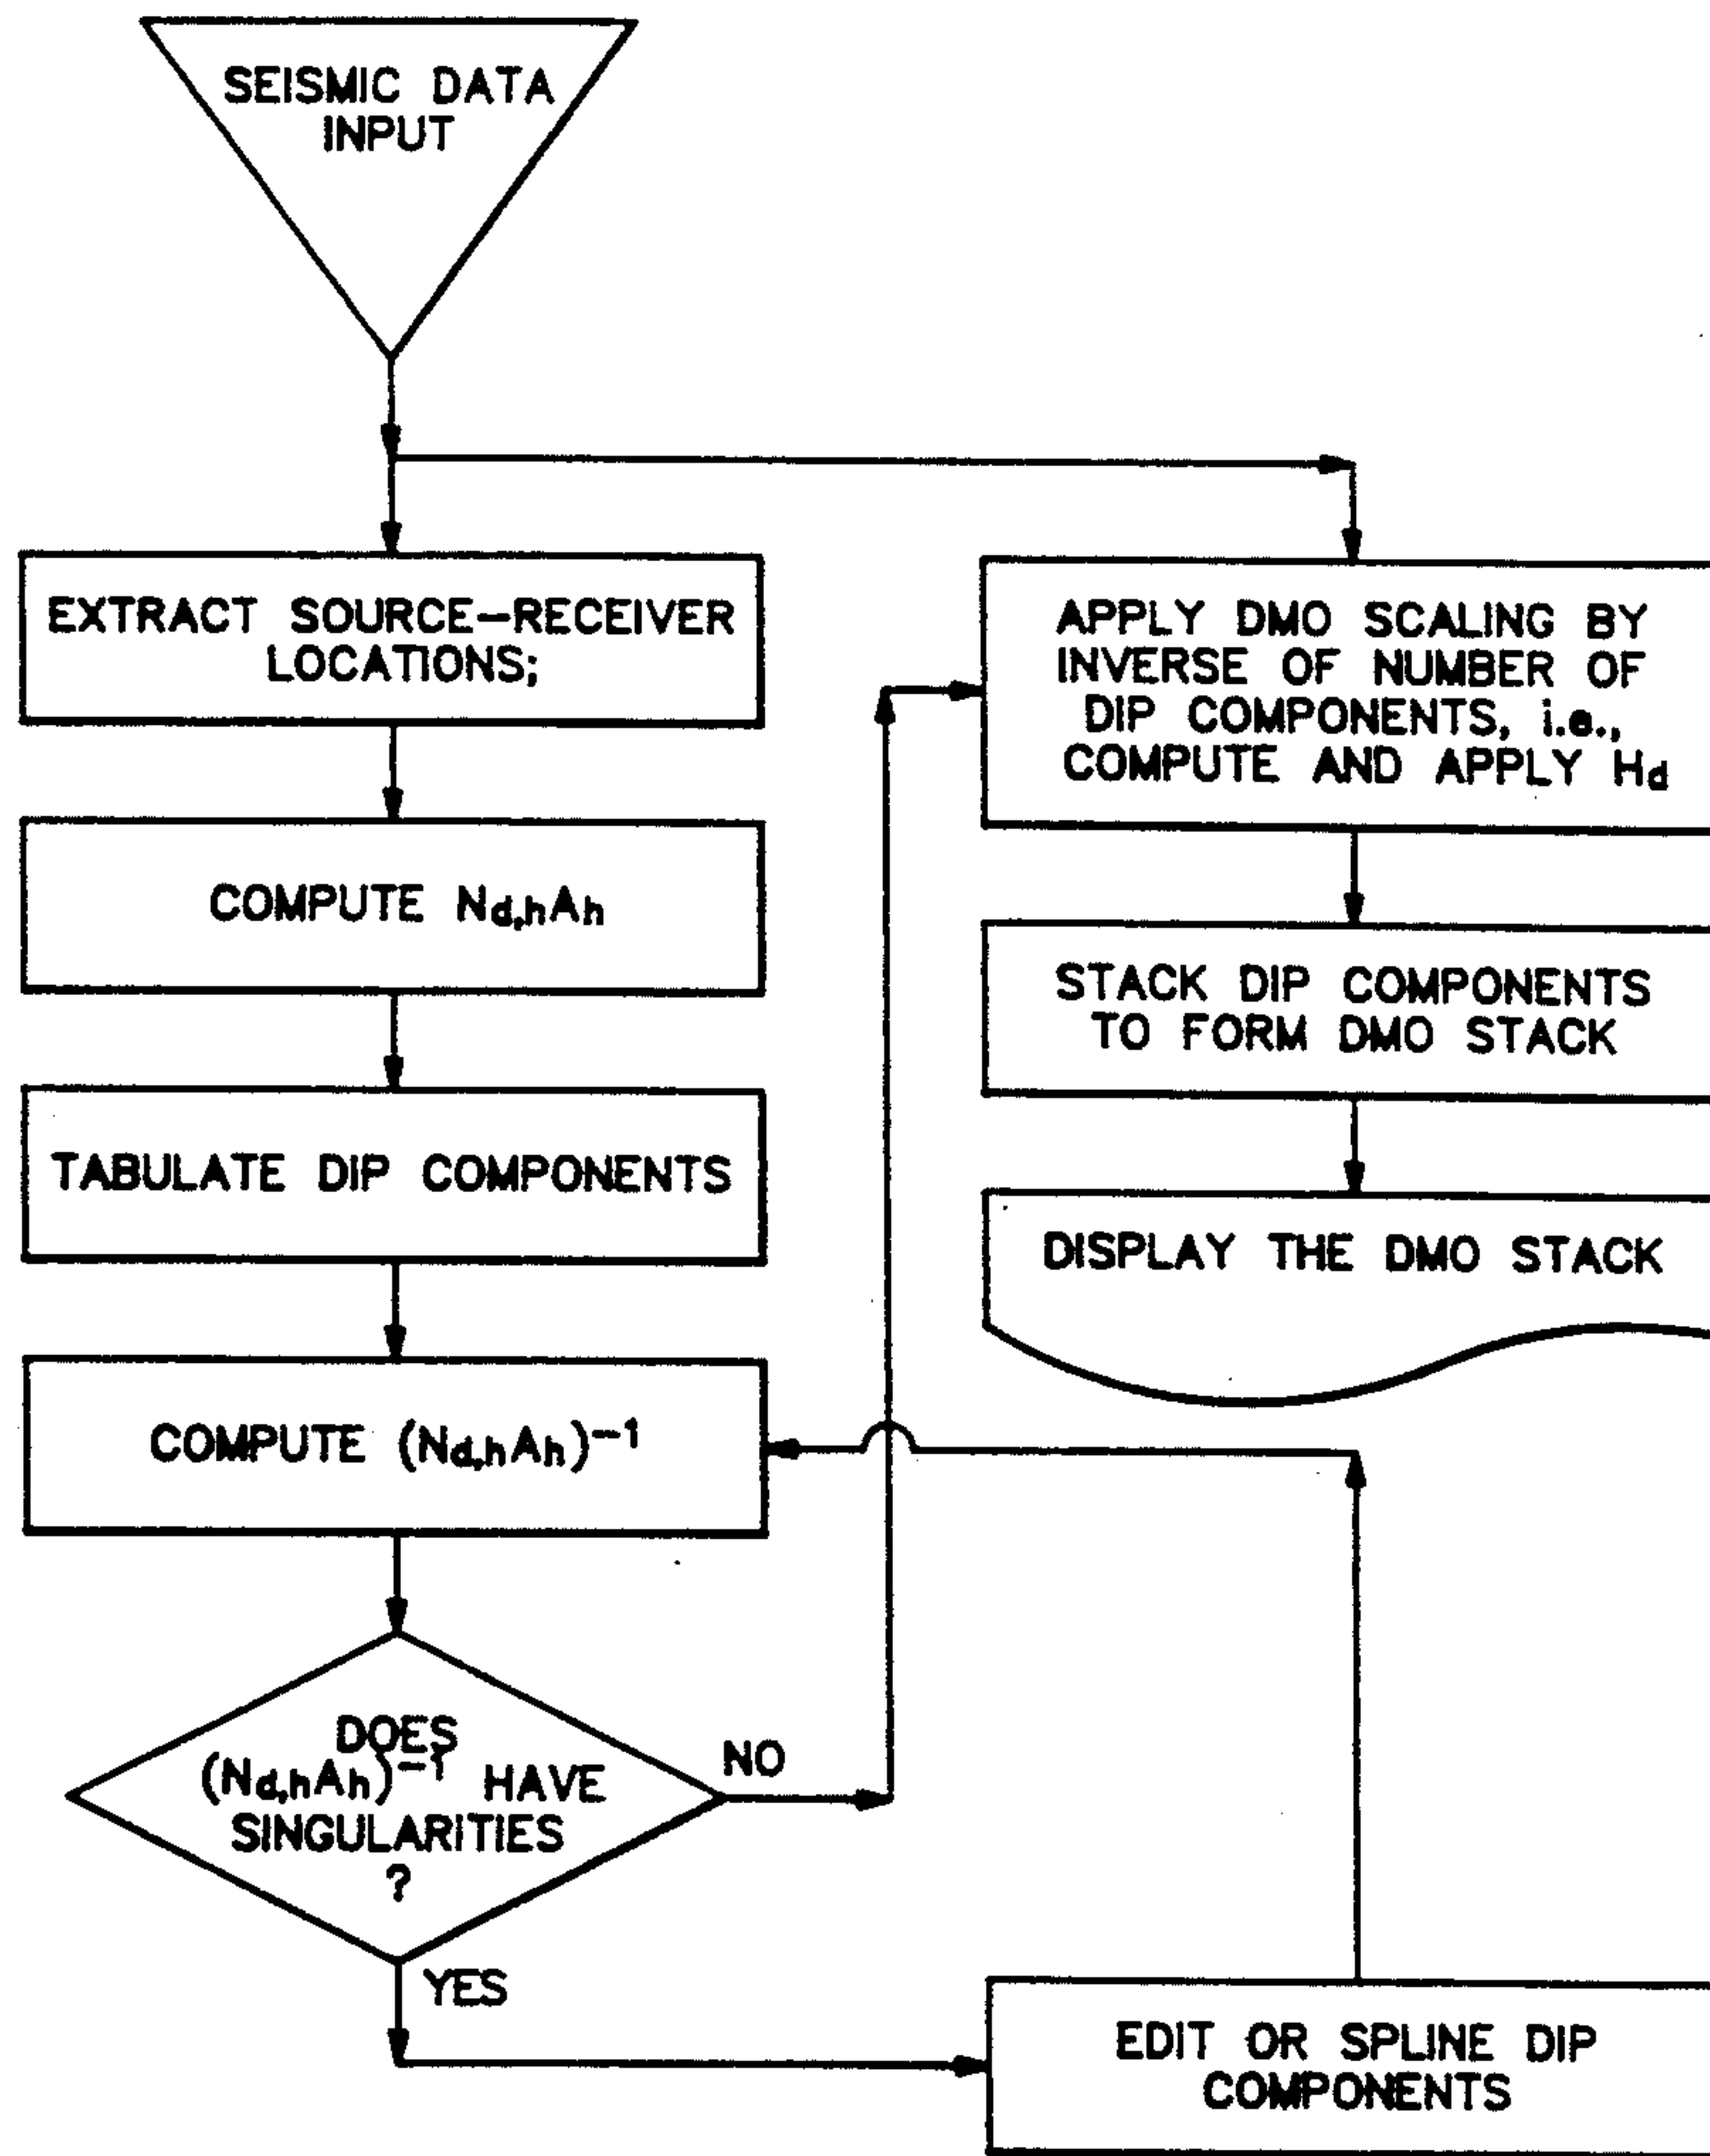 SEISMIC DATA
INPUT
EXTRACT SOURCE-RECEIVER
LOCATIONS;
COMPUTE Nd,hAh
TABULATE DIP COMPONENTS
COMPUTE (Nd,hAh)−1
DOES
(Nd,hAh)−1 HAVE
SINGULARITIES
?
NO
YES
APPLY DMO SCALING BY
INVERSE OF NUMBER OF
DIP COMPONENTS, i.e.,
COMPUTE AND APPLY Hd
STACK DIP COMPONENTS
TO FORM DMO STACK
DISPLAY THE DMO STACK
EDIT OR SPLINE DIP
COMPONENTS